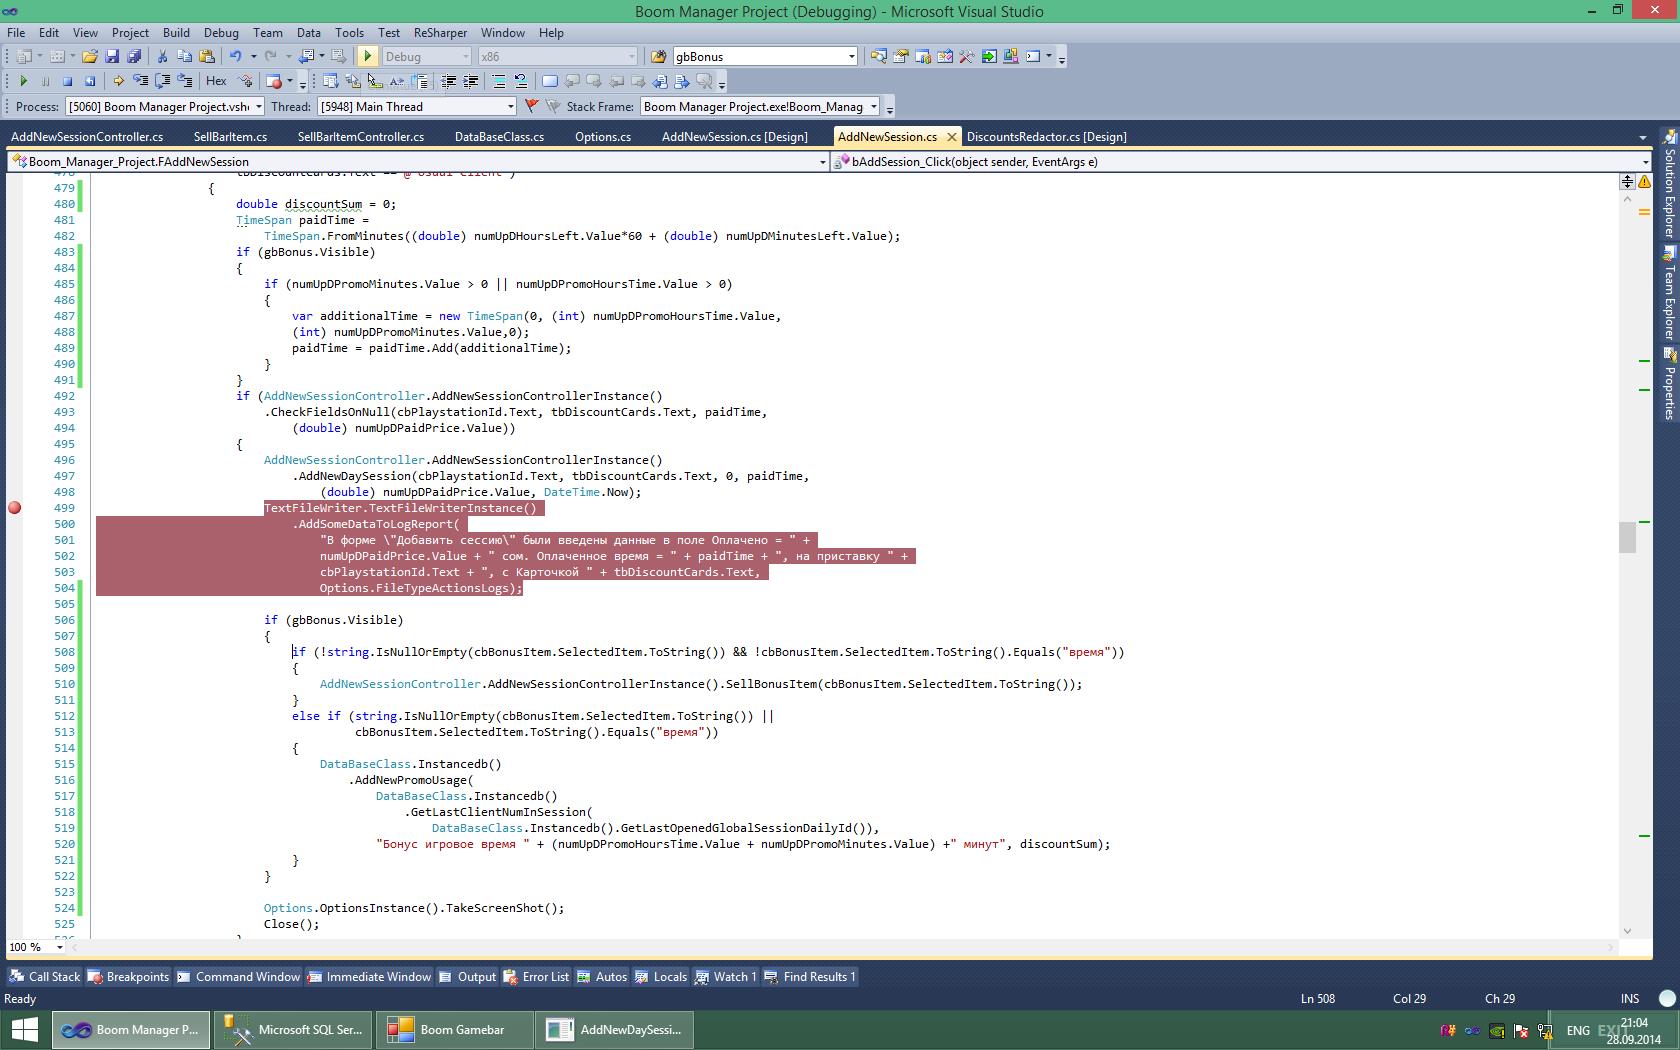 Boom Manager Project (Debugging) - Microsoft Visual Studio
File Edit View Project Build Debug Team Data Tools Test ReSharper Window Help
Debug x86 gbBonus
Hex
Process: [5060] Boom Manager Project.vsh Thread: [5948] Main Thread Stack Frame: Boom Manager Project.exe!Boom_Manag
AddNewSessionController.cs SellBarItem.cs SellBarItemController.cs DataBaseClass.cs Options.cs AddNewSession.cs [Design] AddNewSession.cs DiscountsRedactor.cs [Design]
Boom_Manager_Project.FAddNewSession bAddSession_Click(object sender, EventArgs e)
478 tbDiscountCards.Text == @"Usual Client")
479 {
480 double discountSum = 0;
481 TimeSpan paidTime =
482 TimeSpan.FromMinutes((double) numUpDHoursLeft.Value*60 + (double) numUpDMinutesLeft.Value);
483 if (gbBonus.Visible)
484 {
485 if (numUpDPromoMinutes.Value > 0 || numUpDPromoHoursTime.Value > 0)
486 {
487 var additionalTime = new TimeSpan(0, (int) numUpDPromoHoursTime.Value,
488 (int) numUpDPromoMinutes.Value,0);
489 paidTime = paidTime.Add(additionalTime);
490 }
491 }
492 if (AddNewSessionController.AddNewSessionControllerInstance()
493 .CheckFieldsOnNull(cbPlaystationId.Text, tbDiscountCards.Text, paidTime,
494 (double) numUpDPaidPrice.Value))
495 {
496 AddNewSessionController.AddNewSessionControllerInstance()
497 .AddNewDaySession(cbPlaystationId.Text, tbDiscountCards.Text, 0, paidTime,
498 (double) numUpDPaidPrice.Value, DateTime.Now);
499 TextFileWriter.TextFileWriterInstance()
500 .AddSomeDataToLogReport(
501 "В форме \"Добавить сессию\" были введены данные в поле Оплачено = " +
502 numUpDPaidPrice.Value + " сом. Оплаченное время = " + paidTime + ", на приставку " +
503 cbPlaystationId.Text + ", с Карточкой " + tbDiscountCards.Text,
504 Options.FileTypeActionsLogs);
505
506 if (gbBonus.Visible)
507 {
508 if (!string.IsNullOrEmpty(cbBonusItem.SelectedItem.ToString()) && !cbBonusItem.SelectedItem.ToString().Equals("время"))
509 {
510 AddNewSessionController.AddNewSessionControllerInstance().SellBonusItem(cbBonusItem.SelectedItem.ToString());
511 }
512 else if (string.IsNullOrEmpty(cbBonusItem.SelectedItem.ToString()) ||
513 cbBonusItem.SelectedItem.ToString().Equals("время"))
514 {
515 DataBaseClass.Instancedb()
516 .AddNewPromoUsage(
517 DataBaseClass.Instancedb()
518 .GetLastClientNumInSession(
519 DataBaseClass.Instancedb().GetLastOpenedGlobalSessionDailyId()),
520 "Бонус игровое время " + (numUpDPromoHoursTime.Value + numUpDPromoMinutes.Value) +" минут", discountSum);
521 }
522 }
523
524 Options.OptionsInstance().TakeScreenShot();
525 Close();
526 }
Solution Explorer
Team Explorer
Properties
100 %
Call Stack Breakpoints Command Window Immediate Window Output Error List Autos Locals Watch 1 Find Results 1
Ready Ln 508 Col 29 Ch 29 INS
Boom Manager P... Microsoft SQL Ser... Boom Gamebar AddNewDaySessi... ENG EXIT 21:04
28.09.2014